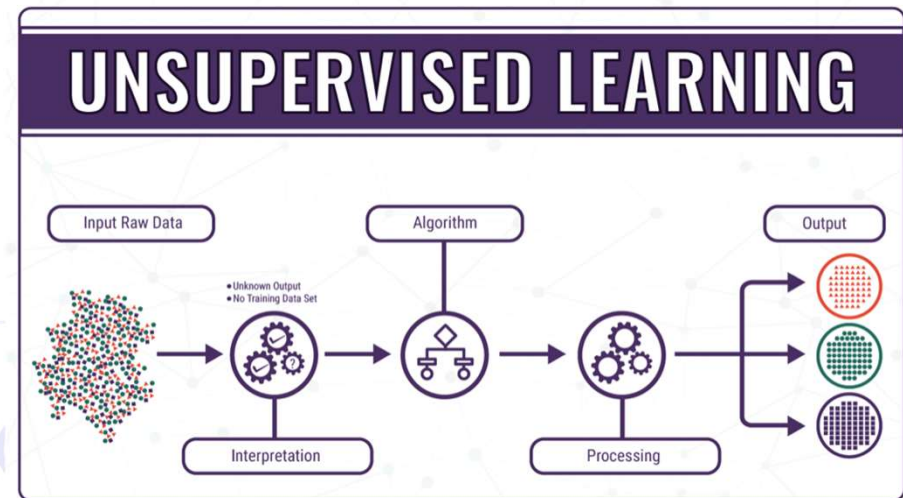 UNSUPERVISED LEARNING
Input Raw Data
Algorithm
Output
• Unknown Output
• No Training Data Set
?
Interpretation
Processing